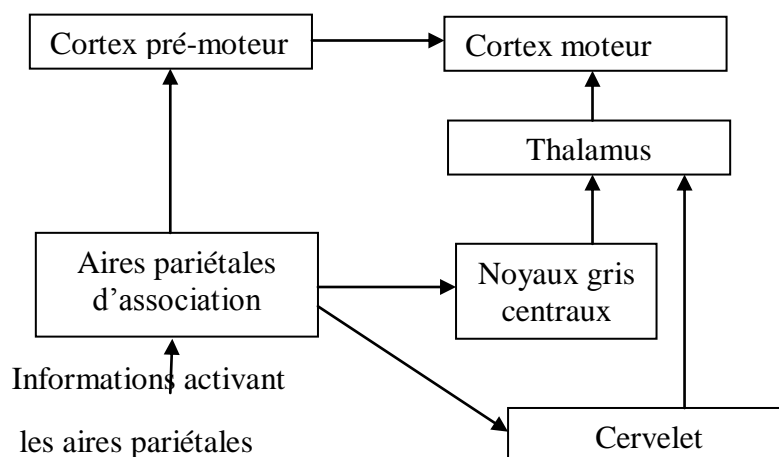 Cortex pré-moteur
Cortex moteur
Thalamus
Aires pariétales
d’association
Noyaux gris
centraux
Informations activant
les aires pariétales
Cervelet